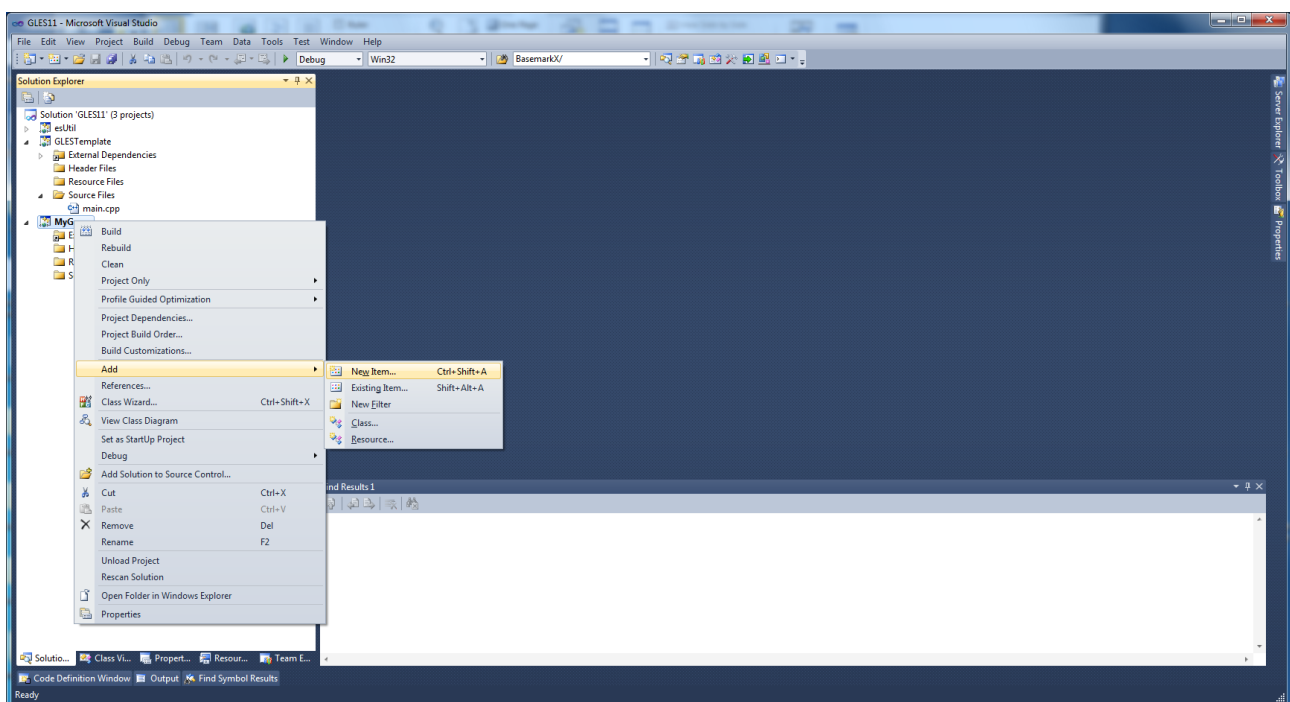 GLES11 - Microsoft Visual Studio
File Edit View Project Build Debug Team Data Tools Test Window Help
Debug Win32 BasemarkX/
Solution Explorer
Solution 'GLES11' (3 projects)
esUtil
GLESTemplate
External Dependencies
Header Files
Resource Files
Source Files
main.cpp
MyG
E
H
R
S
Build
Rebuild
Clean
Project Only
Profile Guided Optimization
Project Dependencies...
Project Build Order...
Build Customizations...
Add
References...
Class Wizard... Ctrl+Shift+X
View Class Diagram
Set as StartUp Project
Debug
Add Solution to Source Control...
Cut Ctrl+X
Paste Ctrl+V
Remove Del
Rename F2
Unload Project
Rescan Solution
Open Folder in Windows Explorer
Properties
New Item... Ctrl+Shift+A
Existing Item... Shift+Alt+A
New Filter
Class...
Resource...
ind Results 1
Server Explorer
Toolbox
Properties
Solutio... Class Vi... Propert... Resour... Team E...
Code Definition Window Output Find Symbol Results
Ready